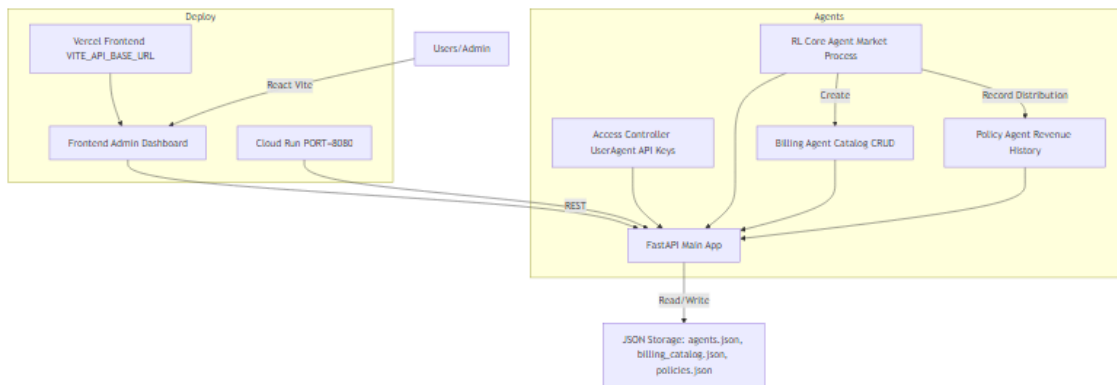 Deploy
Vercel Frontend
VITE_API_BASE_URL
Users/Admin
React Vite
Frontend Admin Dashboard
Cloud Run PORT=8080
REST
Agents
RL Core Agent Market
Process
Create
Record Distribution
Access Controller
UserAgent API Keys
Billing Agent Catalog CRUD
Policy Agent Revenue
History
FastAPI Main App
Read/Write
JSON Storage: agents.json,
billing_catalog.json,
policies.json